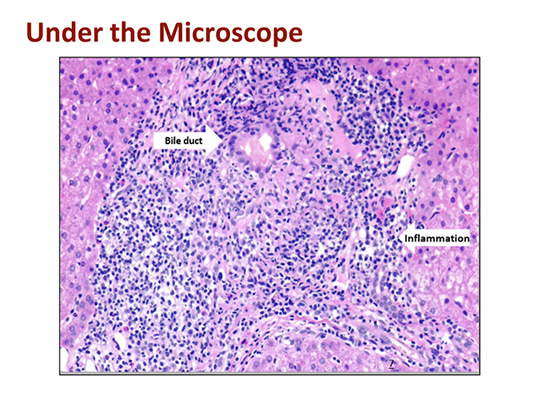 Under the Microscope
Bile duct
Inflammation